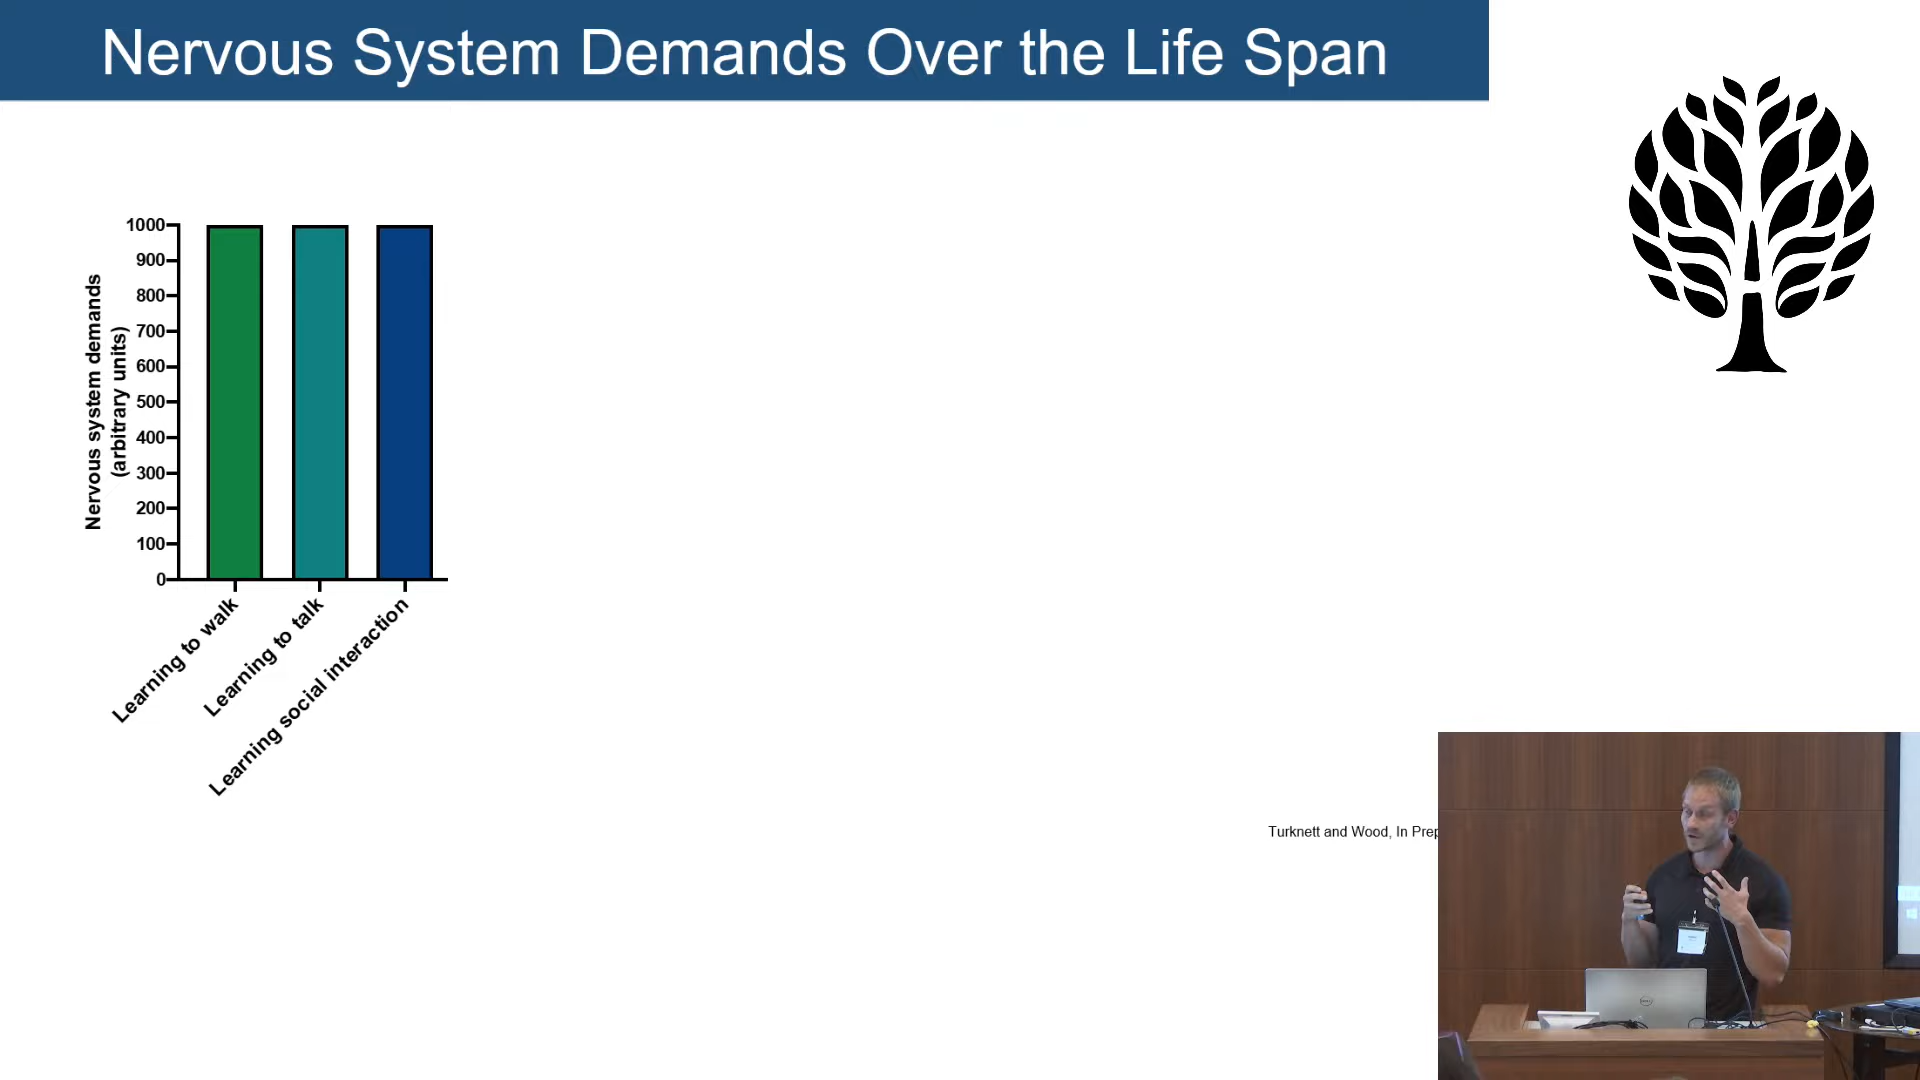 Nervous System Demands Over the Life Span
Nervous system demands
(arbitrary units)
1000
900
800
700
600
500
400
300
200
100
0
Learning to walk
Learning to talk
Learning social interaction
Turknett and Wood, In Prep
DELL